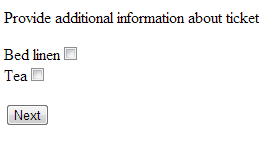 Provide additional information about ticket
Bed linen
Tea
Next